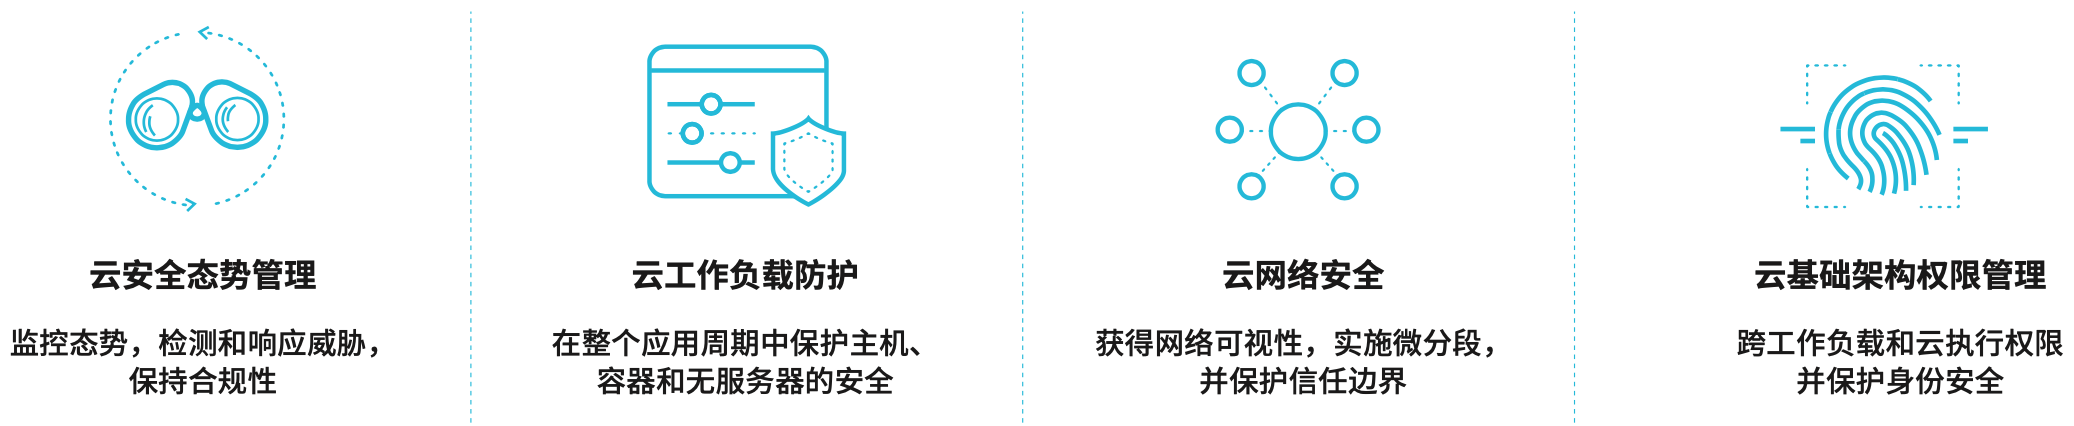 云安全态势管理
监控态势，检测和响应威胁，
保持合规性
云工作负载防护
在整个应用周期中保护主机、
容器和无服务器的安全
云网络安全
获得网络可视性，实施微分段，
并保护信任边界
云基础架构权限管理
跨工作负载和云执行权限
并保护身份安全